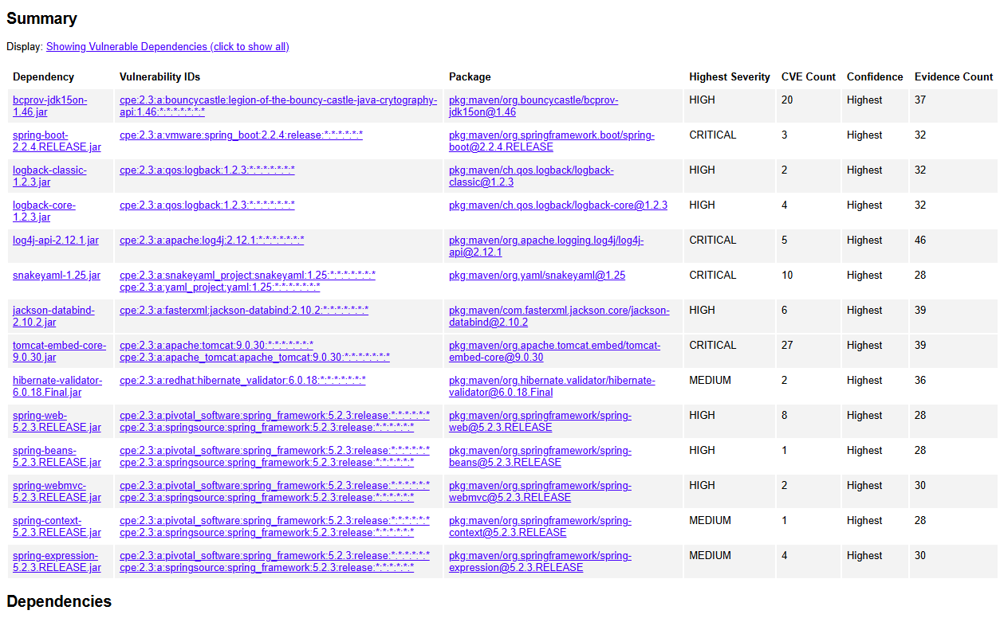 Summary
Display: Showing Vulnerable Dependencies (click to show all)
Dependency Vulnerability IDs Package Highest Severity CVE Count Confidence Evidence Count
bcprov-jdk15on- cpe:2.3:a:bouncycastle:legion-of-the-bouncy-castle-java-crytography- pkg:maven/org.bouncycastle/bcprov- HIGH 20 Highest 37
1.46.jar api:1.46:*:*:*:*:*:*:* jdk15on@1.46
spring-boot- cpe:2.3:a:vmware:spring_boot:2.2.4:release:*:*:*:*:*:* pkg:maven/org.springframework.boot/spring- CRITICAL 3 Highest 32
2.2.4.RELEASE.jar boot@2.2.4.RELEASE
logback-classic- cpe:2.3:a:qos:logback:1.2.3:*:*:*:*:*:*:* pkg:maven/ch.qos.logback/logback- HIGH 2 Highest 32
1.2.3.jar classic@1.2.3
logback-core- cpe:2.3:a:qos:logback:1.2.3:*:*:*:*:*:*:* pkg:maven/ch.qos.logback/logback-core@1.2.3 HIGH 4 Highest 32
1.2.3.jar
log4j-api-2.12.1.jar cpe:2.3:a:apache:log4j:2.12.1:*:*:*:*:*:*:* pkg:maven/org.apache.logging.log4j/log4j- CRITICAL 5 Highest 46
api@2.12.1
snakeyaml-1.25.jar cpe:2.3:a:snakeyaml_project:snakeyaml:1.25:*:*:*:*:*:*:* pkg:maven/org.yaml/snakeyaml@1.25 CRITICAL 10 Highest 28
cpe:2.3:a:yaml_project:yaml:1.25:*:*:*:*:*:*:*
jackson-databind- cpe:2.3:a:fasterxml:jackson-databind:2.10.2:*:*:*:*:*:*:* pkg:maven/com.fasterxml.jackson.core/jackson- HIGH 6 Highest 39
2.10.2.jar databind@2.10.2
tomcat-embed-core- cpe:2.3:a:apache:tomcat:9.0.30:*:*:*:*:*:*:* pkg:maven/org.apache.tomcat.embed/tomcat- CRITICAL 27 Highest 39
9.0.30.jar cpe:2.3:a:apache_tomcat:apache_tomcat:9.0.30:*:*:*:*:*:*:* embed-core@9.0.30
hibernate-validator- cpe:2.3:a:redhat:hibernate_validator:6.0.18:*:*:*:*:*:*:* pkg:maven/org.hibernate.validator/hibernate- MEDIUM 2 Highest 36
6.0.18.Final.jar validator@6.0.18.Final
spring-web- cpe:2.3:a:pivotal_software:spring_framework:5.2.3:release:*:*:*:*:*:* pkg:maven/org.springframework/spring- HIGH 8 Highest 28
5.2.3.RELEASE.jar cpe:2.3:a:springsource:spring_framework:5.2.3:release:*:*:*:*:*:* web@5.2.3.RELEASE
spring-beans- cpe:2.3:a:pivotal_software:spring_framework:5.2.3:release:*:*:*:*:*:* pkg:maven/org.springframework/spring- HIGH 1 Highest 28
5.2.3.RELEASE.jar cpe:2.3:a:springsource:spring_framework:5.2.3:release:*:*:*:*:*:* beans@5.2.3.RELEASE
spring-webmvc- cpe:2.3:a:pivotal_software:spring_framework:5.2.3:release:*:*:*:*:*:* pkg:maven/org.springframework/spring- HIGH 2 Highest 30
5.2.3.RELEASE.jar cpe:2.3:a:springsource:spring_framework:5.2.3:release:*:*:*:*:*:* webmvc@5.2.3.RELEASE
spring-context- cpe:2.3:a:pivotal_software:spring_framework:5.2.3:release:*:*:*:*:*:* pkg:maven/org.springframework/spring- MEDIUM 1 Highest 28
5.2.3.RELEASE.jar cpe:2.3:a:springsource:spring_framework:5.2.3:release:*:*:*:*:*:* context@5.2.3.RELEASE
spring-expression- cpe:2.3:a:pivotal_software:spring_framework:5.2.3:release:*:*:*:*:*:* pkg:maven/org.springframework/spring- MEDIUM 4 Highest 30
5.2.3.RELEASE.jar cpe:2.3:a:springsource:spring_framework:5.2.3:release:*:*:*:*:*:* expression@5.2.3.RELEASE
Dependencies